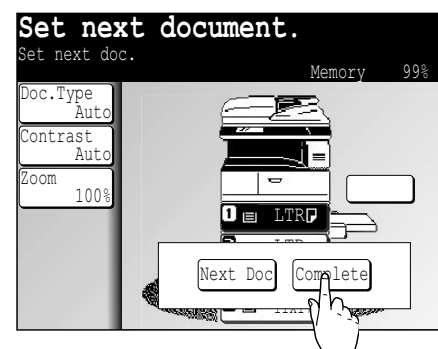 Set next document.
Set next doc.
Memory 99%
Doc.Type
Auto
Contrast
Auto
Zoom
100%
1 LTR
Next Doc Complete